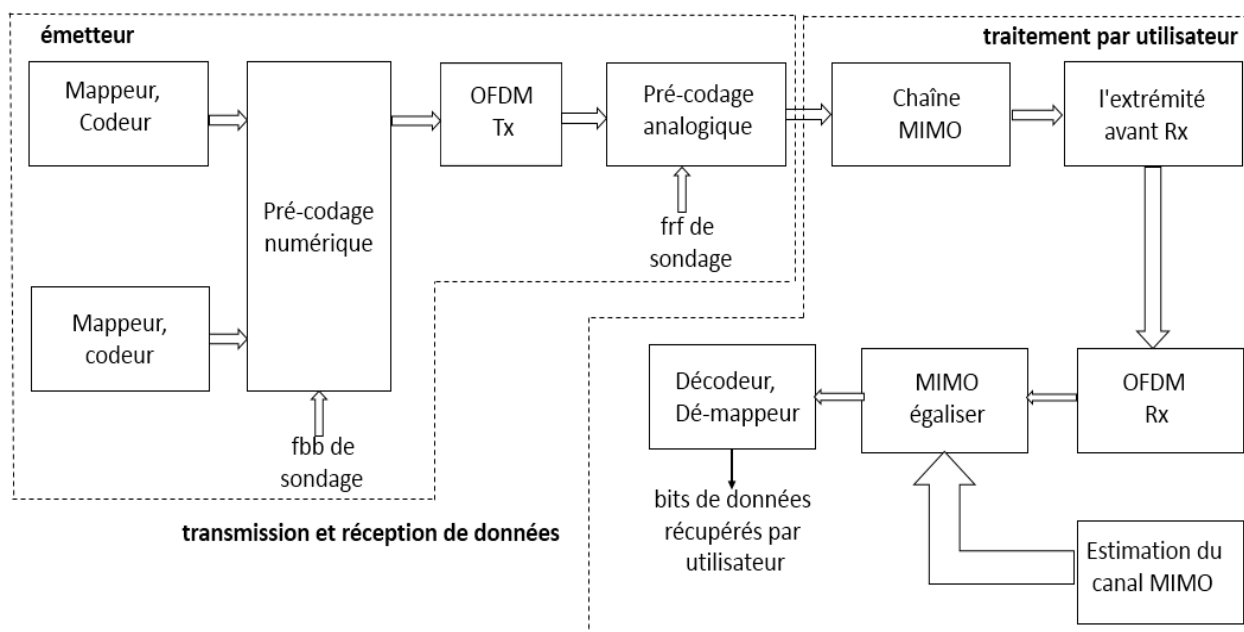 émetteur
Mappeur,
Codeur
Pré-codage
numérique
OFDM
Tx
Pré-codage
analogique
Mappeur,
codeur
fbb de
sondage
frf de
sondage
traitement par utilisateur
Chaîne
MIMO
l'extrémité
avant Rx
OFDM
Rx
MIMO
égaliser
Décodeur,
Dé-mappeur
bits de données
récupérés par
utilisateur
Estimation du
canal MIMO
transmission et réception de données